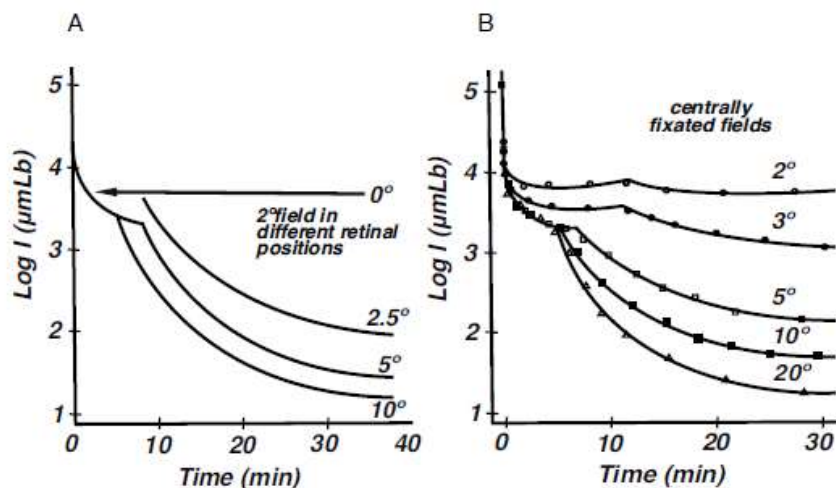 A
B
5
4
3
2
1
Log I (µmLb)
0°
2°field in
different retinal
positions
2.5°
5°
10°
0
10
20
30
40
Time (min)
5
4
3
2
1
Log I (µmLb)
centrally
fixated fields
2°
3°
5°
10°
20°
0
10
20
30
Time (min)